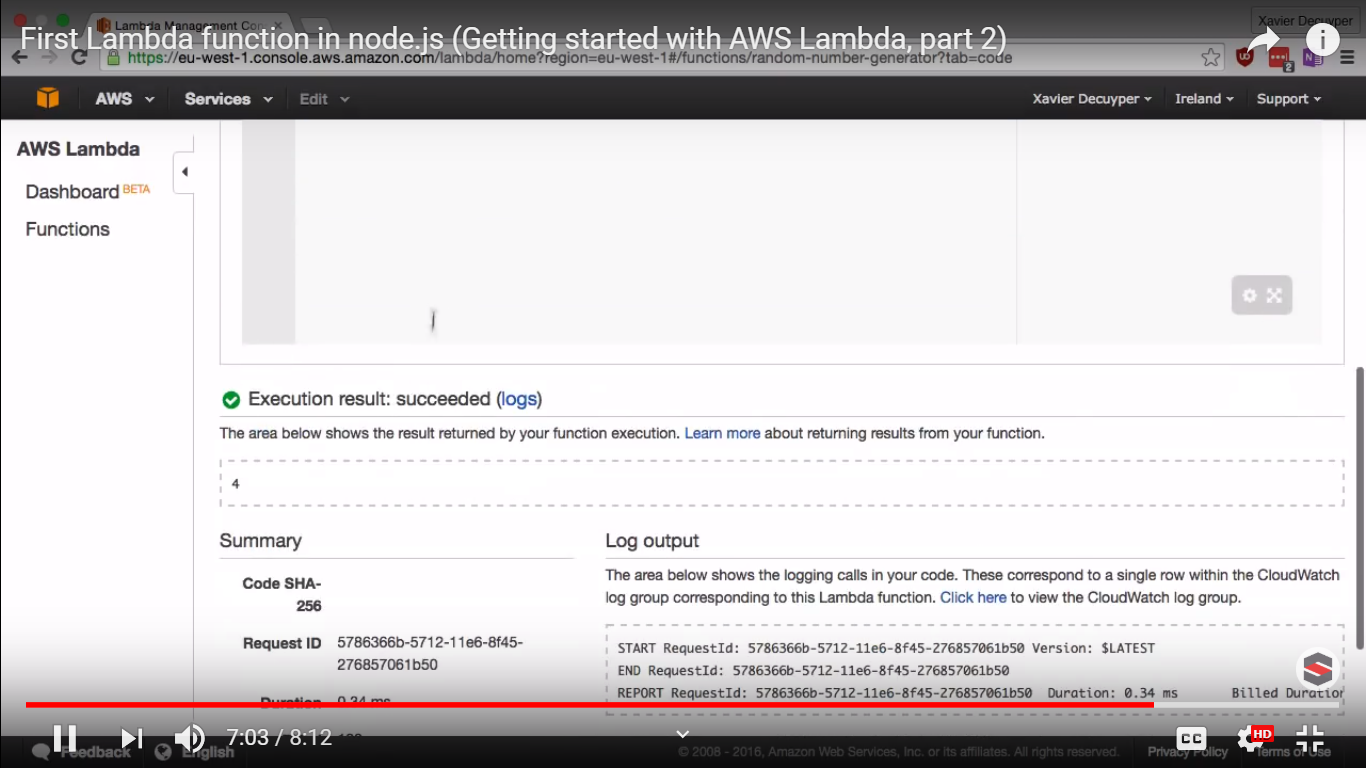 Lambda Management Con
Xavier Decuyper
First Lambda function in node.js (Getting started with AWS Lambda, part 2)
https://eu-west-1.console.aws.amazon.com/lambda/home?region=eu-west-1#/functions/random-number-generator?tab=code
2
AWS Services Edit Xavier Decuyper Ireland Support
AWS Lambda
Dashboard BETA
Functions
Execution result: succeeded (logs)
The area below shows the result returned by your function execution. Learn more about returning results from your function.
4
Summary
Code SHA-
256
Request ID 5786366b-5712-11e6-8f45-
276857061b50
Duration 0.34 ms
Log output
The area below shows the logging calls in your code. These correspond to a single row within the CloudWatch
log group corresponding to this Lambda function. Click here to view the CloudWatch log group.
START RequestId: 5786366b-5712-11e6-8f45-276857061b50 Version: $LATEST
END RequestId: 5786366b-5712-11e6-8f45-276857061b50
REPORT RequestId: 5786366b-5712-11e6-8f45-276857061b50 Duration: 0.34 ms Billed Duration
7:03 / 8:12
CC HD
Feedback English © 2008 - 2016, Amazon Web Services, Inc. or its affiliates. All rights reserved. Privacy Policy Terms of Use